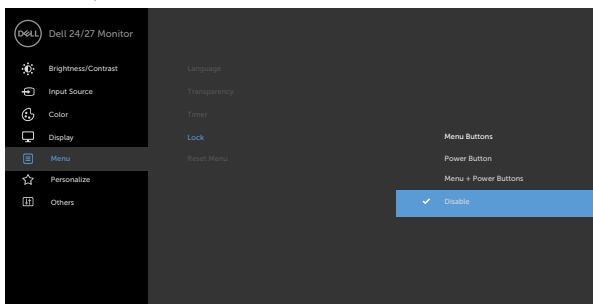 DELL Dell 24/27 Monitor
Brightness/Contrast
Input Source
Color
Display
Menu
Personalize
Others
Language
Transparency
Timer
Lock
Reset Menu
Menu Buttons
Power Button
Menu + Power Buttons
Disable